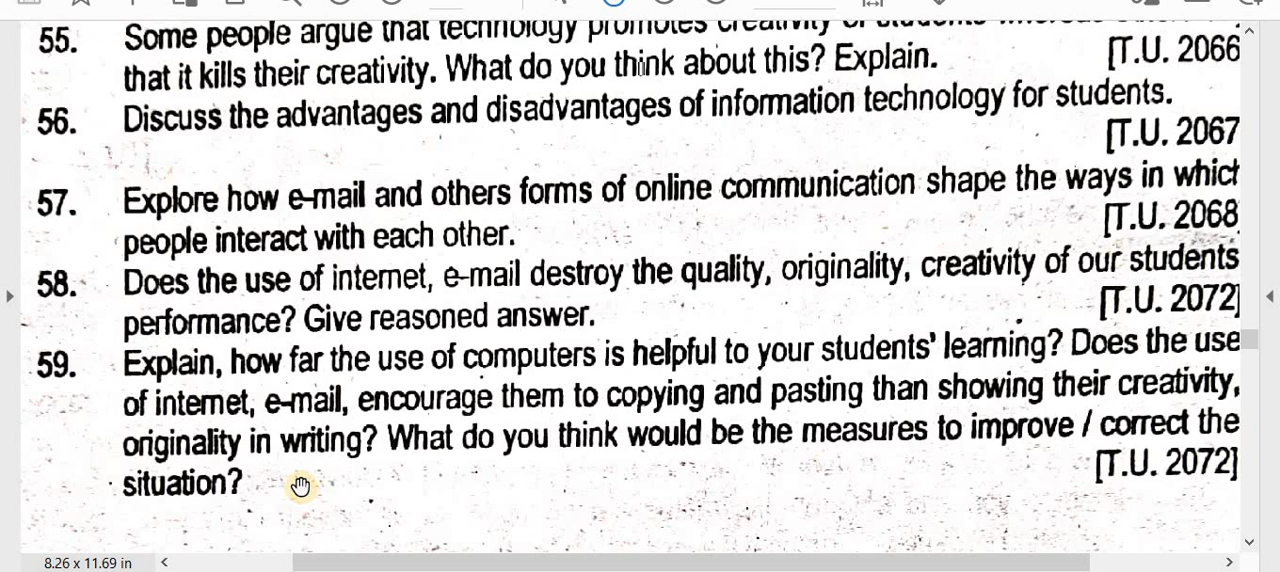 55. Some people argue that technology promotes creativity of students whereas
that it kills their creativity. What do you think about this? Explain. [T.U. 2066
56. Discuss the advantages and disadvantages of information technology for students.
[T.U. 2067
57. Explore how e-mail and others forms of online communication shape the ways in which
people interact with each other. [T.U. 2068
58. Does the use of internet, e-mail destroy the quality, originality, creativity of our students
performance? Give reasoned answer. [T.U. 2072]
59. Explain, how far the use of computers is helpful to your students' learning? Does the use
of internet, e-mail, encourage them to copying and pasting than showing their creativity,
originality in writing? What do you think would be the measures to improve / correct the
situation? [T.U. 2072]
8.26 x 11.69 in